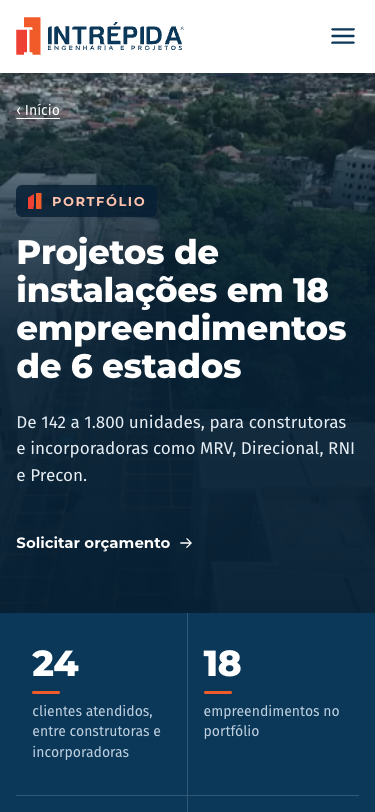 INTRÉPIDA
ENGENHARIA E PROJETOS
‹ Início
PORTFÓLIO
Projetos de
instalações em 18
empreendimentos
de 6 estados
De 142 a 1.800 unidades, para construtoras
e incorporadoras como MRV, Direcional, RNI
e Precon.
Solicitar orçamento →
24
clientes atendidos,
entre construtoras e
incorporadoras
18
empreendimentos no
portfólio